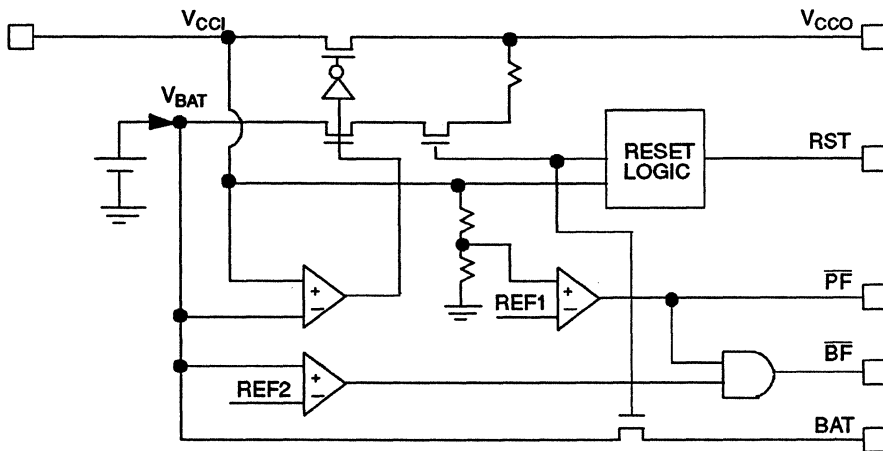 VCCI
VCCO
VBAT
RESET
LOGIC
RST
+
−
REF1
+
−
PF
REF2
+
−
BF
BAT